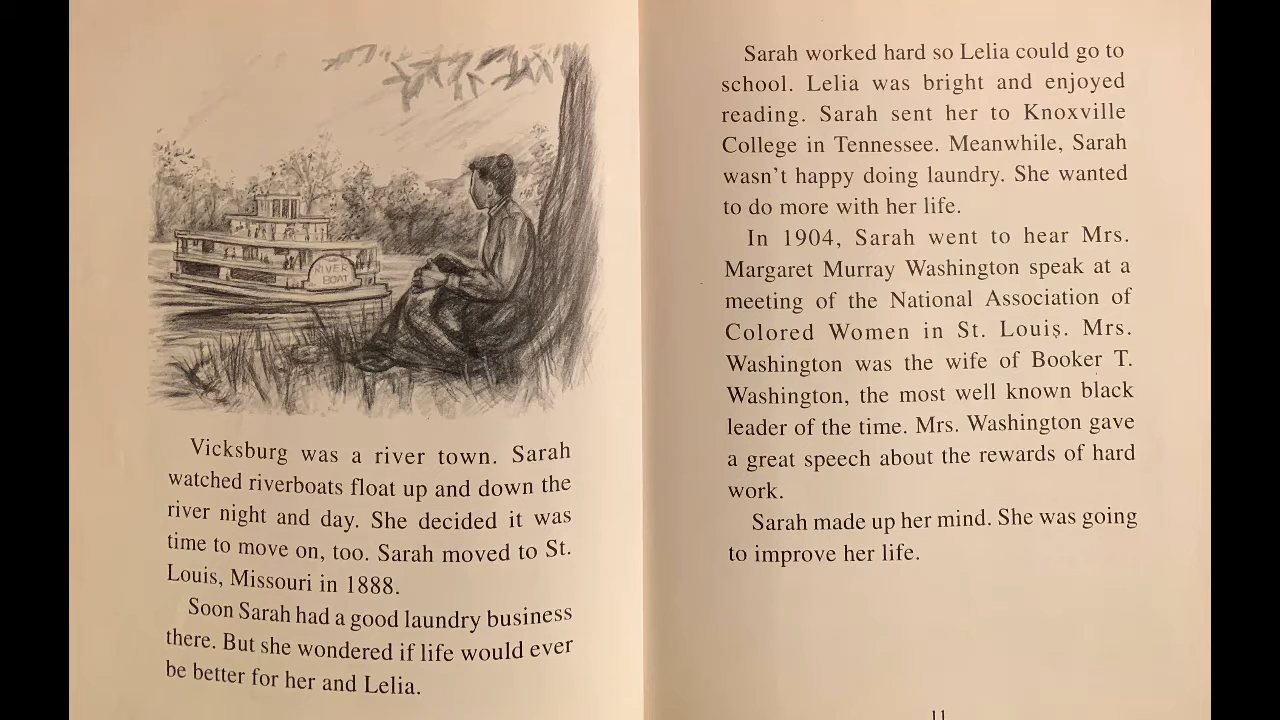 RIVER
BOAT
Vicksburg was a river town. Sarah
watched riverboats float up and down the
river night and day. She decided it was
time to move on, too. Sarah moved to St.
Louis, Missouri in 1888.
Soon Sarah had a good laundry business
there. But she wondered if life would ever
be better for her and Lelia.
Sarah worked hard so Lelia could go to
school. Lelia was bright and enjoyed
reading. Sarah sent her to Knoxville
College in Tennessee. Meanwhile, Sarah
wasn't happy doing laundry. She wanted
to do more with her life.
In 1904, Sarah went to hear Mrs.
Margaret Murray Washington speak at a
meeting of the National Association of
Colored Women in St. Louis. Mrs.
Washington was the wife of Booker T.
Washington, the most well known black
leader of the time. Mrs. Washington gave
a great speech about the rewards of hard
work.
Sarah made up her mind. She was going
to improve her life.
11